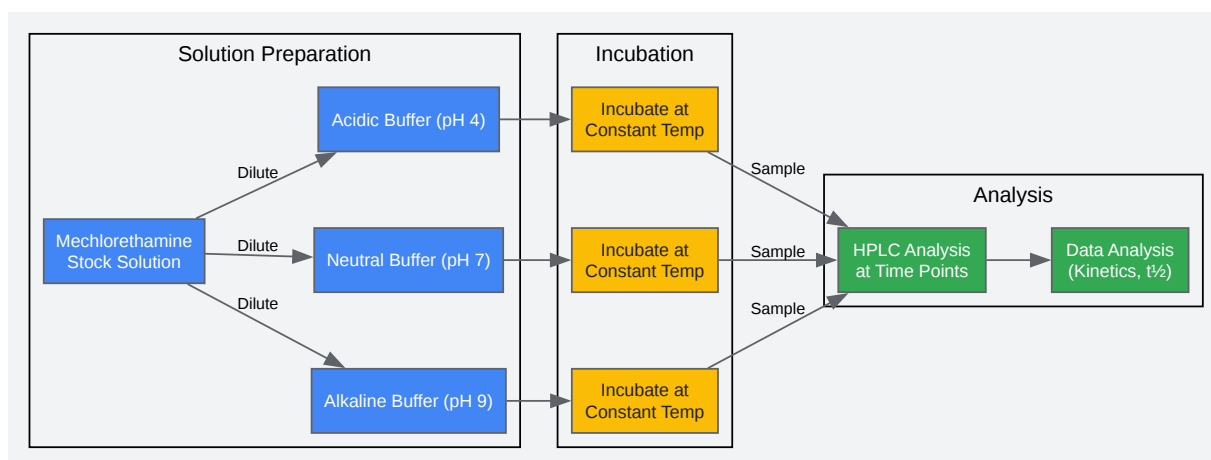 Solution Preparation
Incubation
Acidic Buffer (pH 4)
Incubate at
Constant Temp
Dilute
Sample
Analysis
Mechlorethamine
Stock Solution
Dilute
Neutral Buffer (pH 7)
Incubate at
Constant Temp
Sample
HPLC Analysis
at Time Points
Data Analysis
(Kinetics, t½)
Dilute
Sample
Alkaline Buffer (pH 9)
Incubate at
Constant Temp